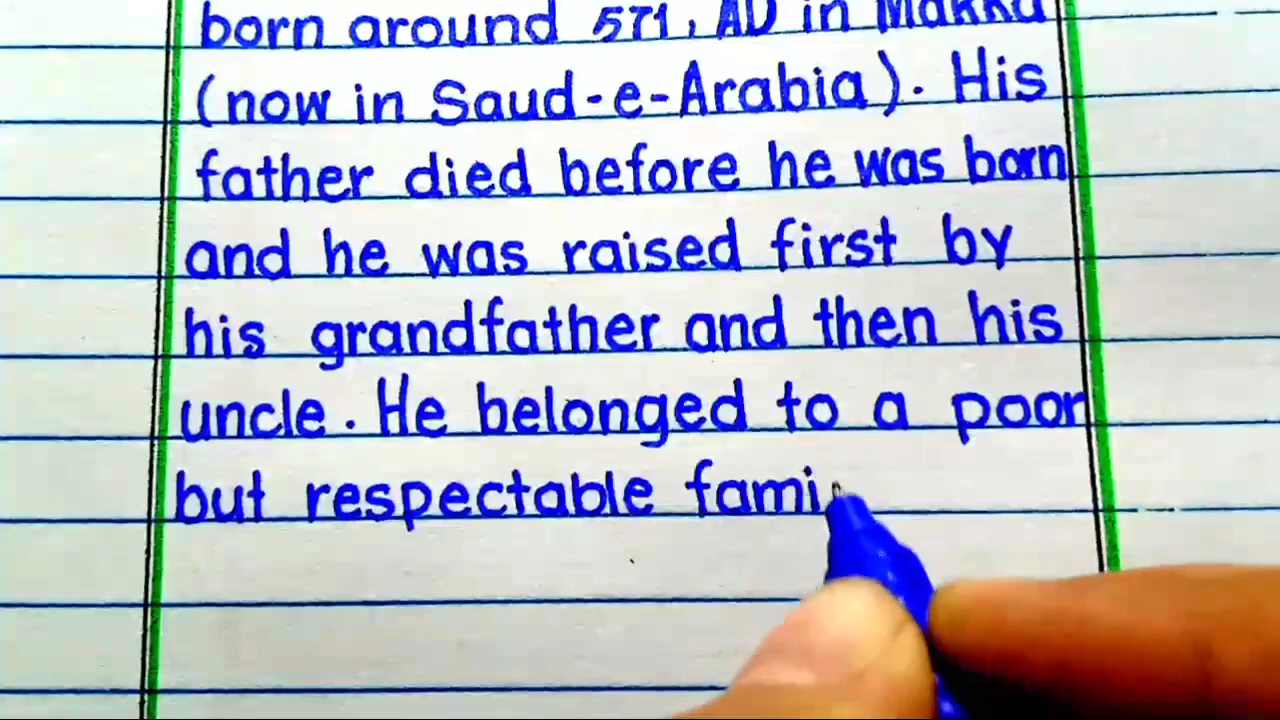 born around 571, AD in Makka
(now in Saud-e-Arabia). His
father died before he was born
and he was raised first by
his grandfather and then his
uncle. He belonged to a poor
but respectable fami